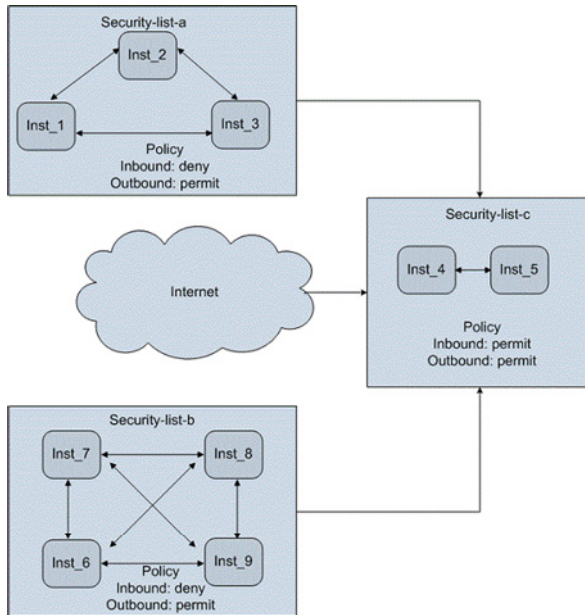 Security-list-a
Inst_2
Inst_1
Inst_3
Policy
Inbound: deny
Outbound: permit
Security-list-c
Inst_4
Inst_5
Policy
Inbound: permit
Outbound: permit
Internet
Security-list-b
Inst_7
Inst_8
Inst_6
Inst_9
Policy
Inbound: deny
Outbound: permit